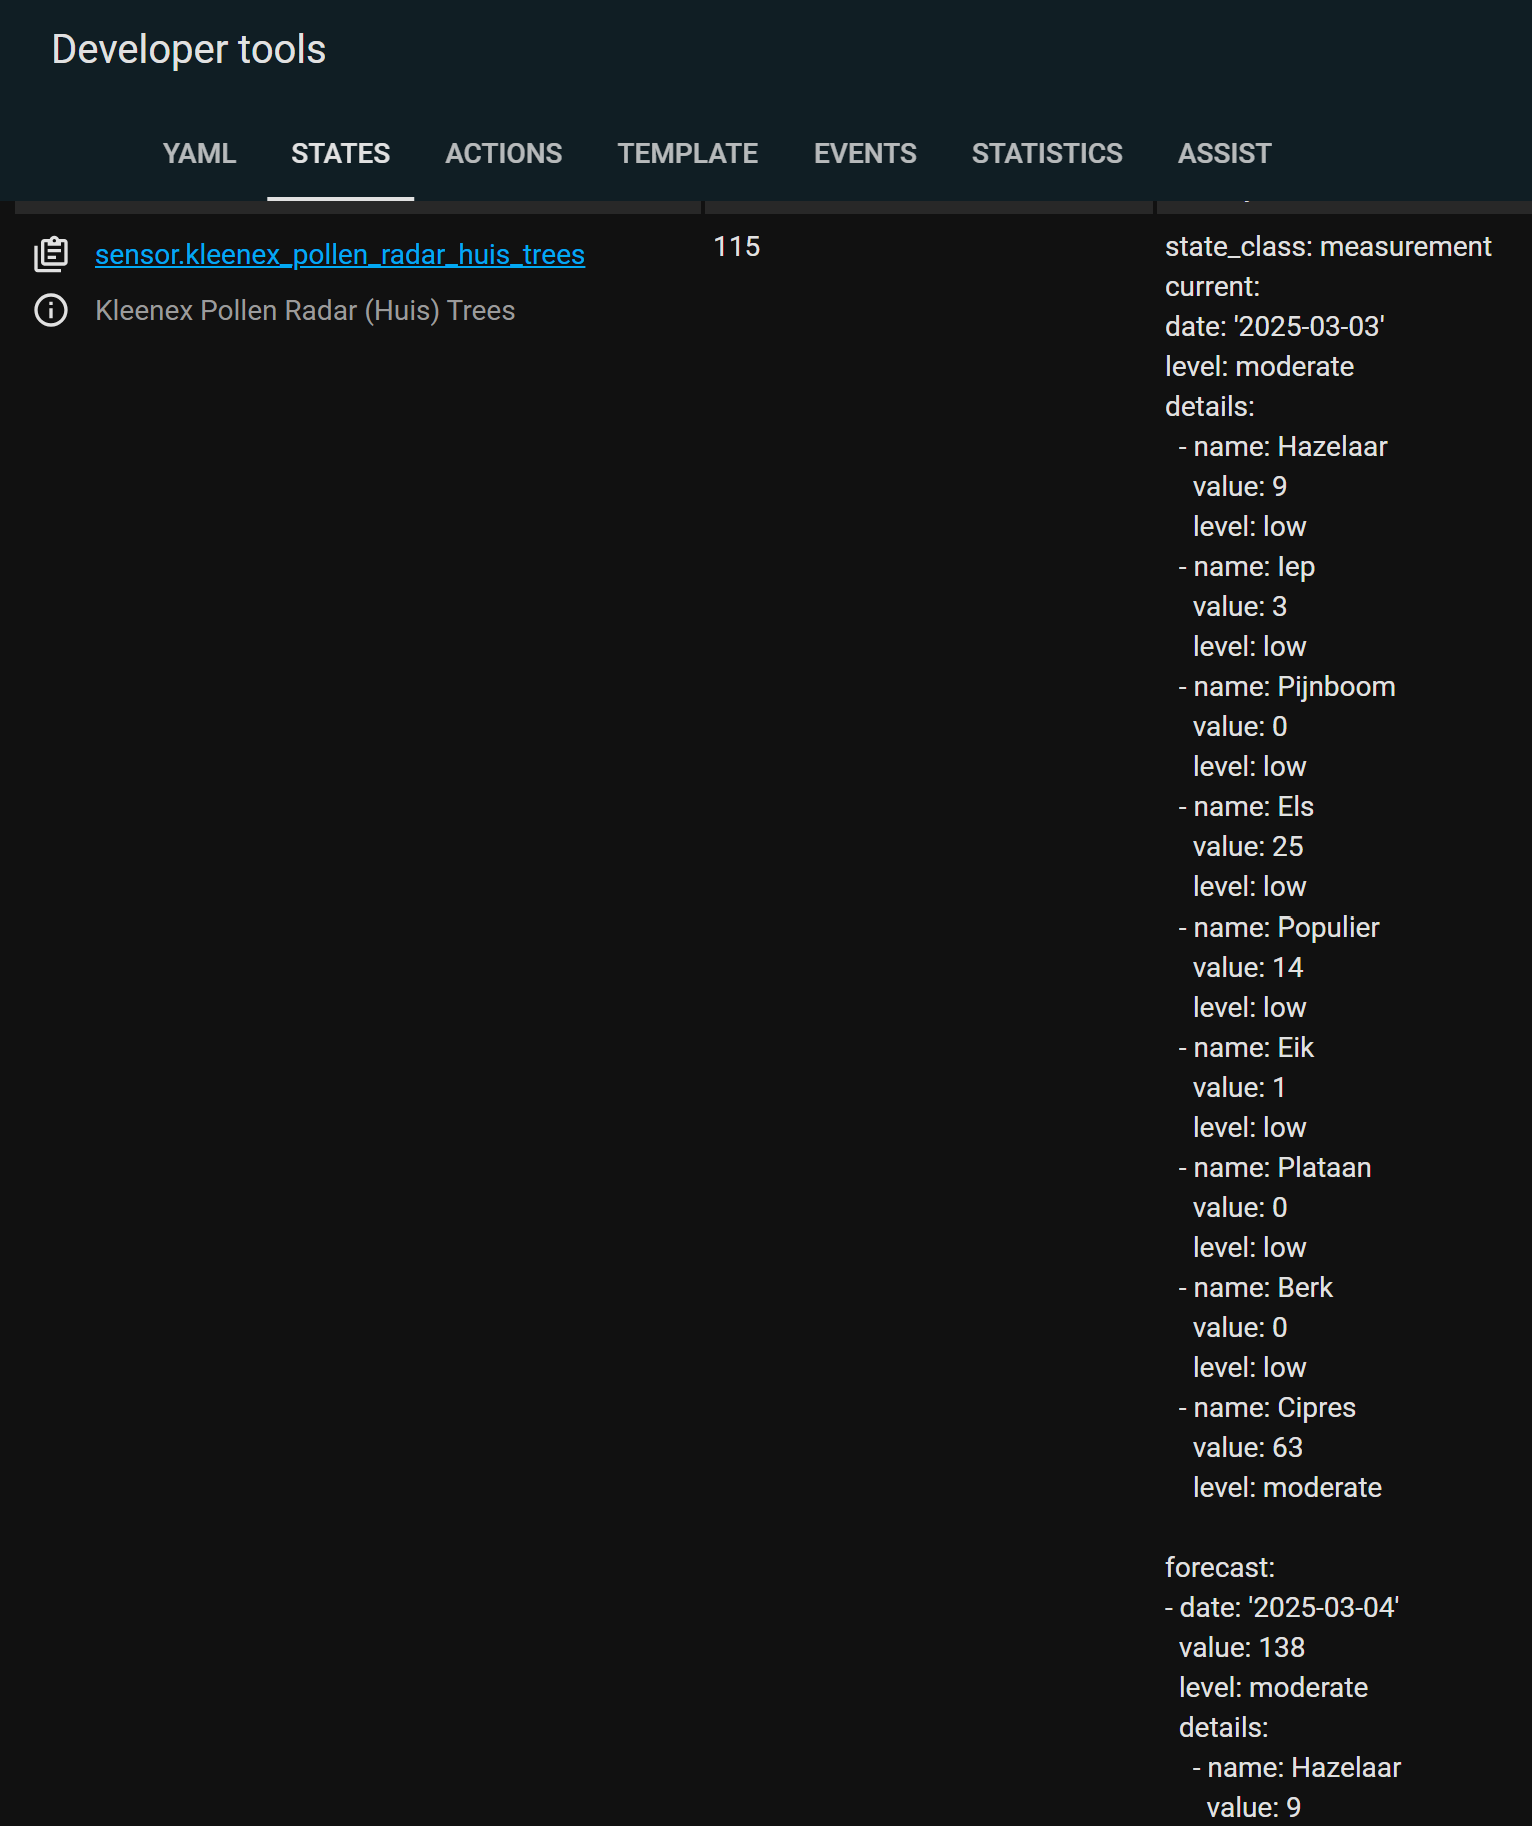 Developer tools
YAML STATES ACTIONS TEMPLATE EVENTS STATISTICS ASSIST
sensor.kleenex_pollen_radar_huis_trees
Kleenex Pollen Radar (Huis) Trees
115
state_class: measurement
current:
date: '2025-03-03'
level: moderate
details:
- name: Hazelaar
value: 9
level: low
- name: Iep
value: 3
level: low
- name: Pijnboom
value: 0
level: low
- name: Els
value: 25
level: low
- name: Populier
value: 14
level: low
- name: Eik
value: 1
level: low
- name: Plataan
value: 0
level: low
- name: Berk
value: 0
level: low
- name: Cipres
value: 63
level: moderate
forecast:
- date: '2025-03-04'
value: 138
level: moderate
details:
- name: Hazelaar
value: 9